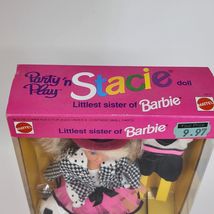 Party 'n
Play
Stacie doll
Littlest sister of Barbie
MATTEL
Littlest sister of Barbie
MATTEL
9.97